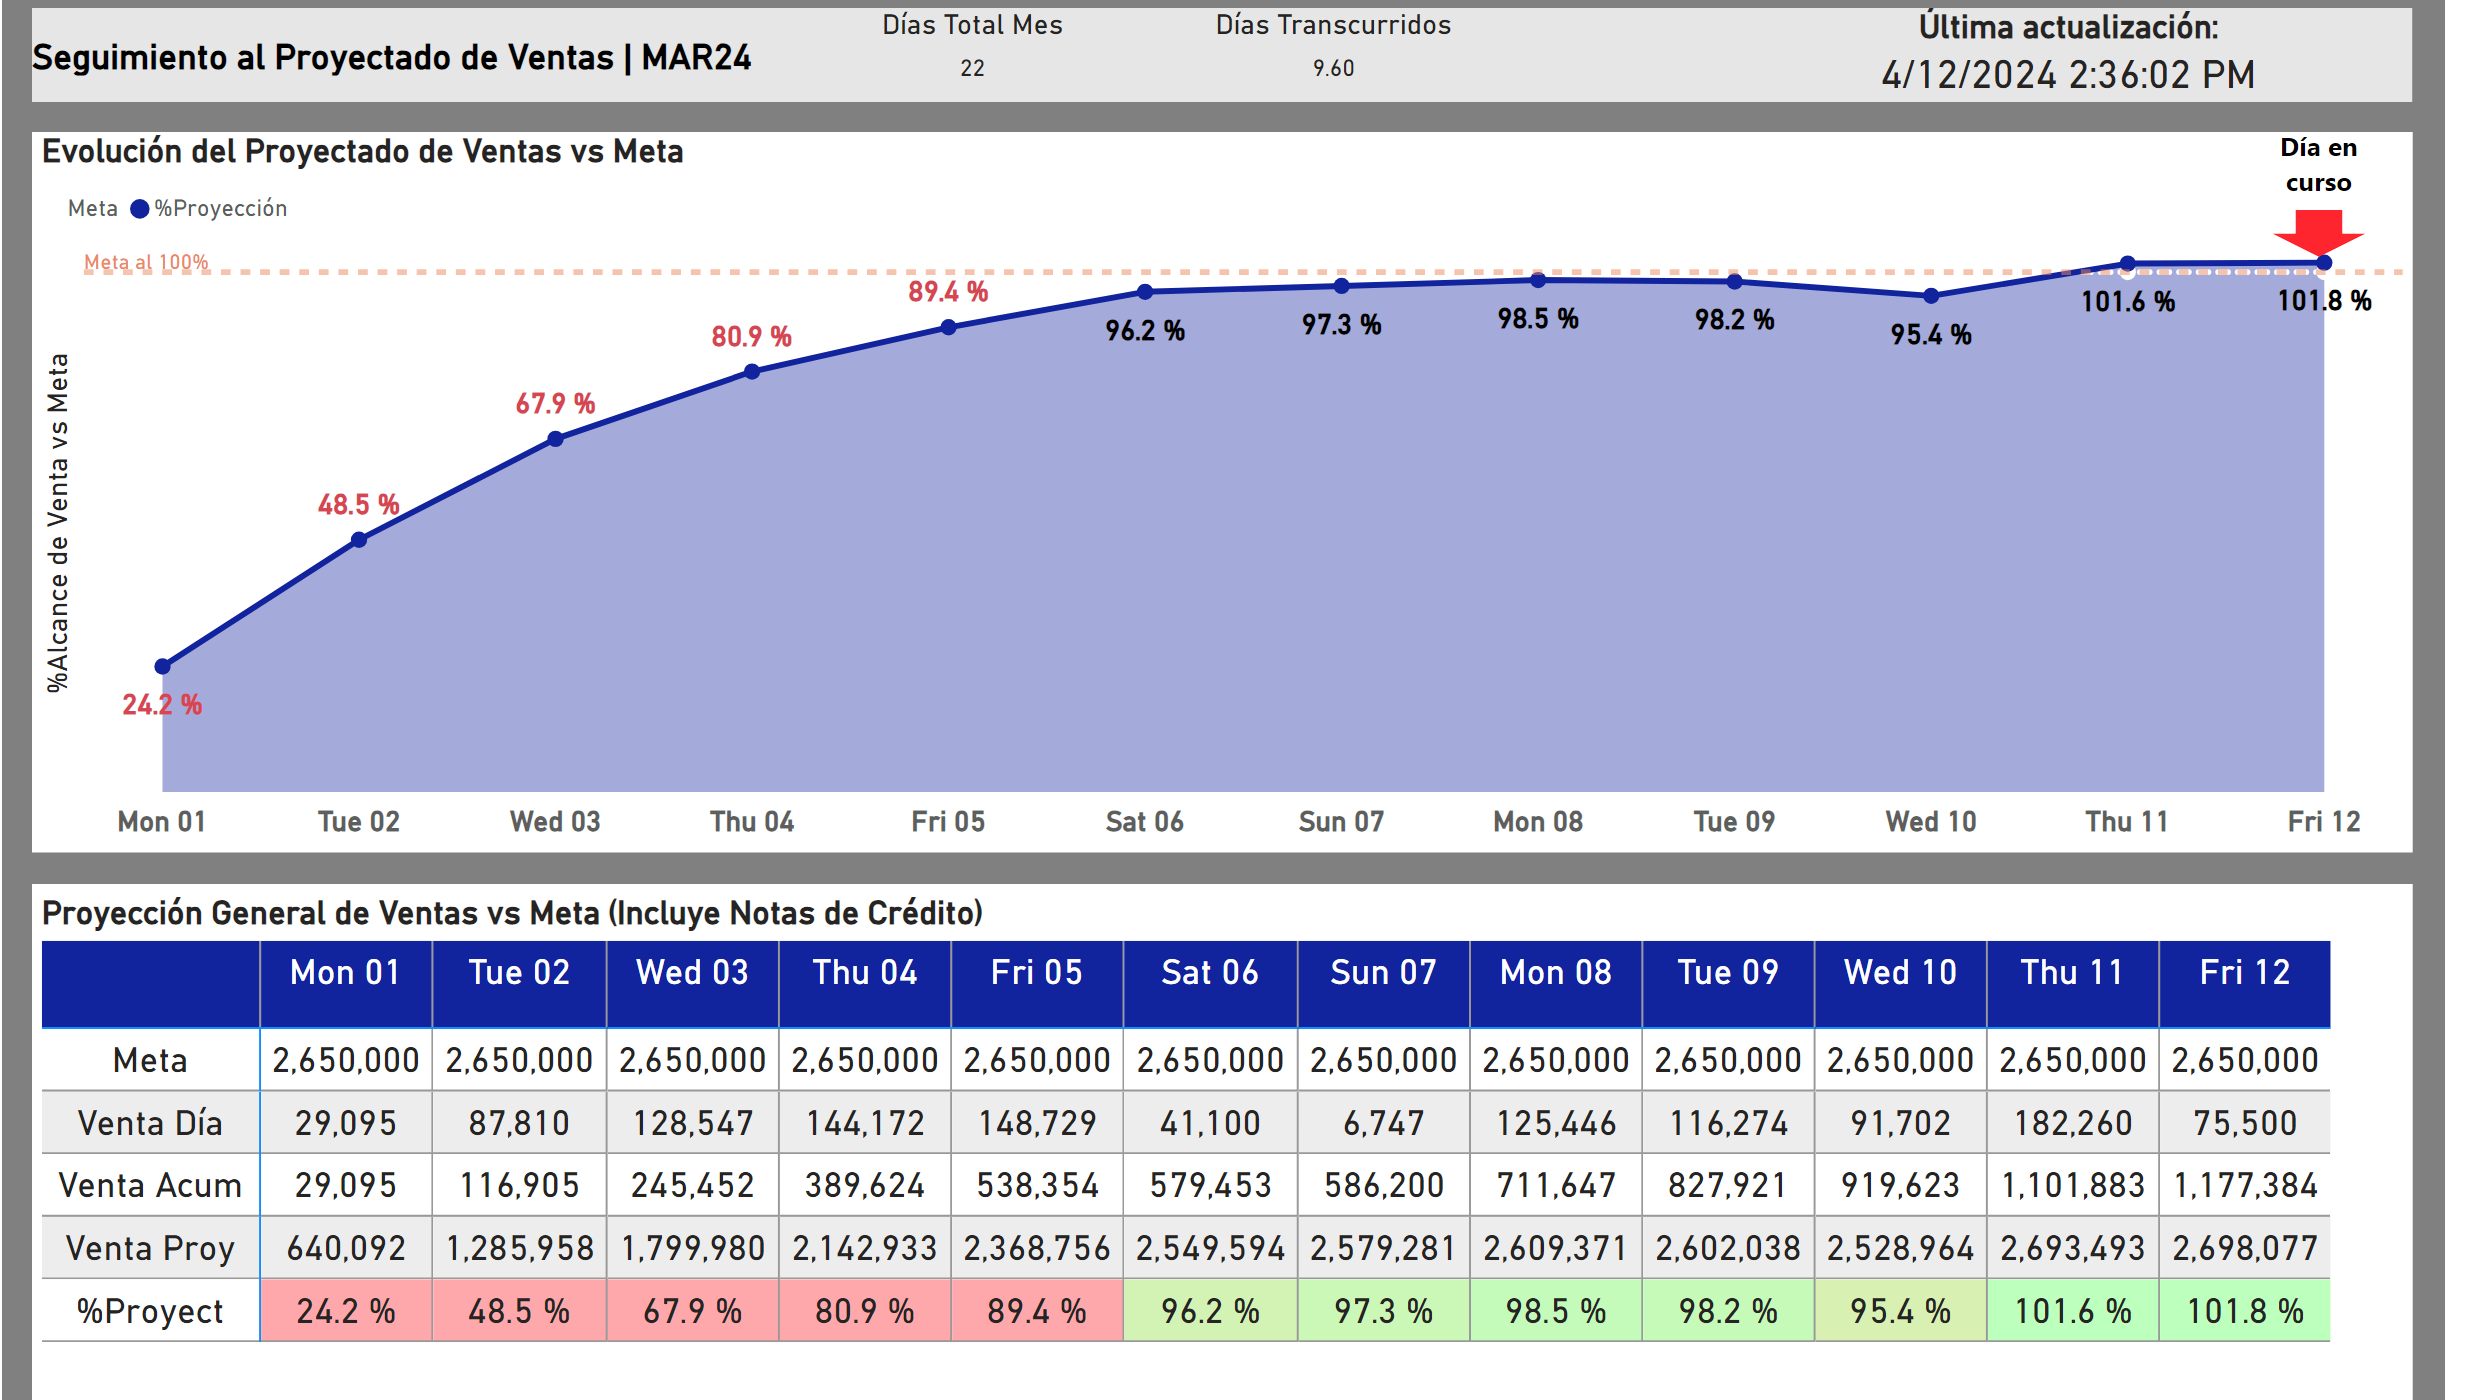 Seguimiento al Proyectado de Ventas | MAR24
Días Total Mes
22
Días Transcurridos
9.60
Última actualización:
4/12/2024 2:36:02 PM
Evolución del Proyectado de Ventas vs Meta
Día en
curso
Meta %Proyección
Meta al 100%
%Alcance de Venta vs Meta
24.2 %
48.5 %
67.9 %
80.9 %
89.4 %
96.2 %
97.3 %
98.5 %
98.2 %
95.4 %
101.6 %
101.8 %
Mon 01 Tue 02 Wed 03 Thu 04 Fri 05 Sat 06 Sun 07 Mon 08 Tue 09 Wed 10 Thu 11 Fri 12
Proyección General de Ventas vs Meta (Incluye Notas de Crédito)
Mon 01 Tue 02 Wed 03 Thu 04 Fri 05 Sat 06 Sun 07 Mon 08 Tue 09 Wed 10 Thu 11 Fri 12
Meta 2,650,000 2,650,000 2,650,000 2,650,000 2,650,000 2,650,000 2,650,000 2,650,000 2,650,000 2,650,000 2,650,000 2,650,000
Venta Día 29,095 87,810 128,547 144,172 148,729 41,100 6,747 125,446 116,274 91,702 182,260 75,500
Venta Acum 29,095 116,905 245,452 389,624 538,354 579,453 586,200 711,647 827,921 919,623 1,101,883 1,177,384
Venta Proy 640,092 1,285,958 1,799,980 2,142,933 2,368,756 2,549,594 2,579,281 2,609,371 2,602,038 2,528,964 2,693,493 2,698,077
%Proyect 24.2 % 48.5 % 67.9 % 80.9 % 89.4 % 96.2 % 97.3 % 98.5 % 98.2 % 95.4 % 101.6 % 101.8 %